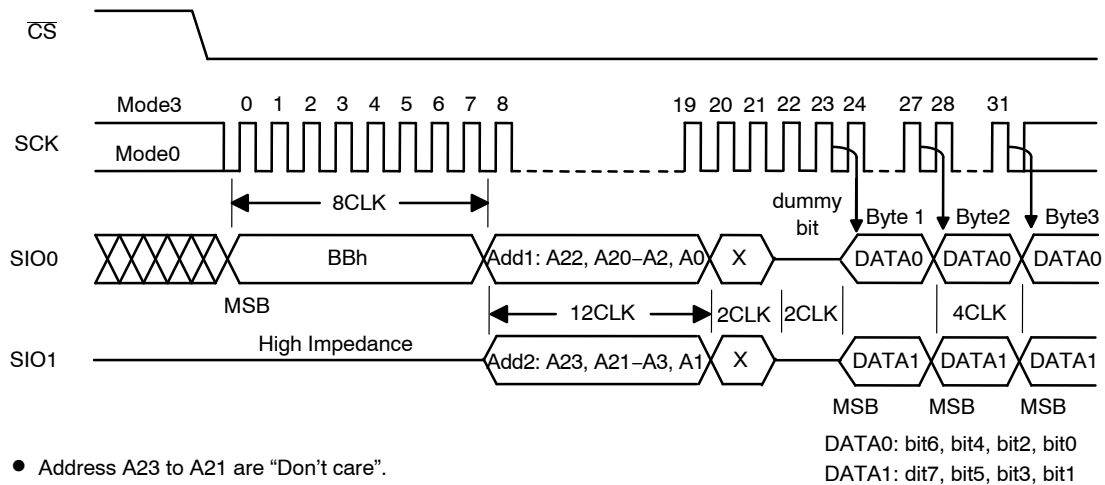 CS
Mode3 0 1 2 3 4 5 6 7 8 19 20 21 22 23 24 27 28 31
SCK
Mode0
8CLK
dummy
bit
Byte 1 Byte2 Byte3
SIO0 BBh Add1: A22, A20–A2, A0 X DATA0 DATA0 DATA0
MSB
12CLK 2CLK 2CLK 4CLK
High Impedance
SIO1 Add2: A23, A21–A3, A1 X DATA1 DATA1 DATA1
MSB MSB MSB
DATA0: bit6, bit4, bit2, bit0
● Address A23 to A21 are “Don’t care”.
DATA1: dit7, bit5, bit3, bit1